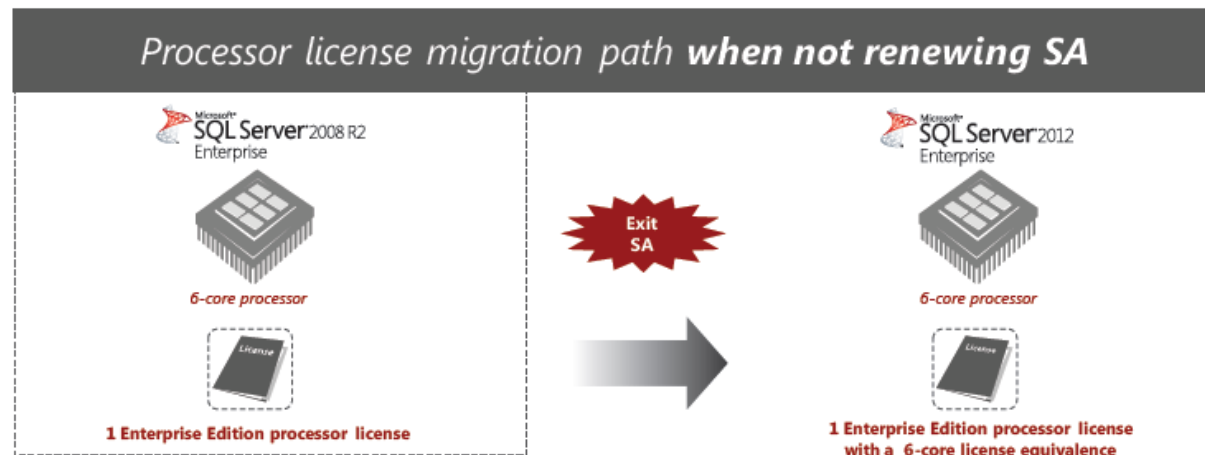 Processor license migration path when not renewing SA
Microsoft®
SQL Server® 2008 R2
Enterprise
6-core processor
License
1 Enterprise Edition processor license
Exit
SA
Microsoft®
SQL Server® 2012
Enterprise
6-core processor
License
1 Enterprise Edition processor license
with a 6-core license equivalence